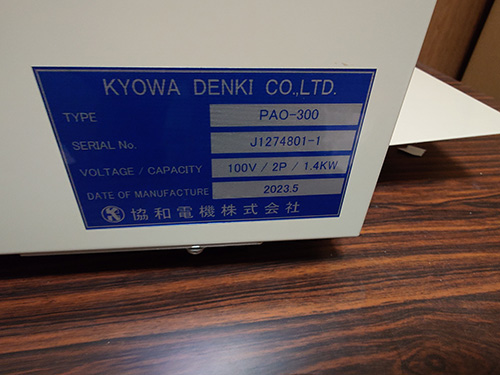 KYOWA DENKI CO.,LTD.
TYPE PAO-300
SERIAL No. J1274801-1
VOLTAGE / CAPACITY 100V / 2P / 1.4KW
DATE OF MANUFACTURE 2023.5
K 協和電機株式会社